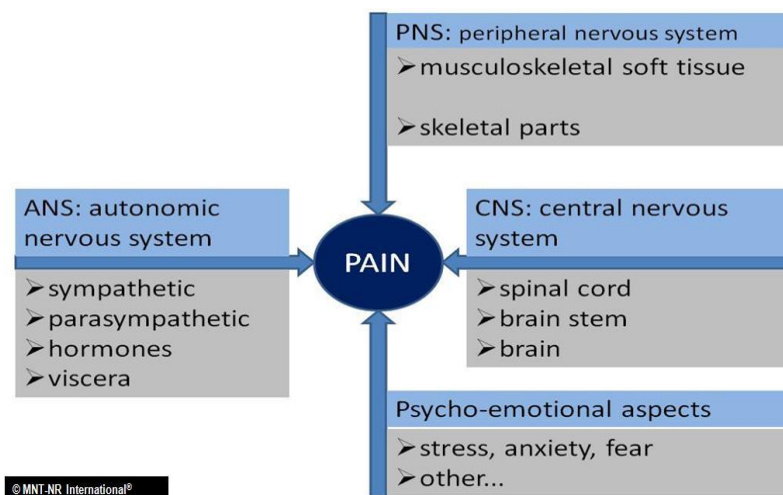 PNS: peripheral nervous system
➢musculoskeletal soft tissue
➢skeletal parts
ANS: autonomic
nervous system
➢sympathetic
➢parasympathetic
➢hormones
➢viscera
PAIN
CNS: central nervous
system
➢spinal cord
➢brain stem
➢brain
Psycho-emotional aspects
➢stress, anxiety, fear
➢other...
©MNT-NR International®